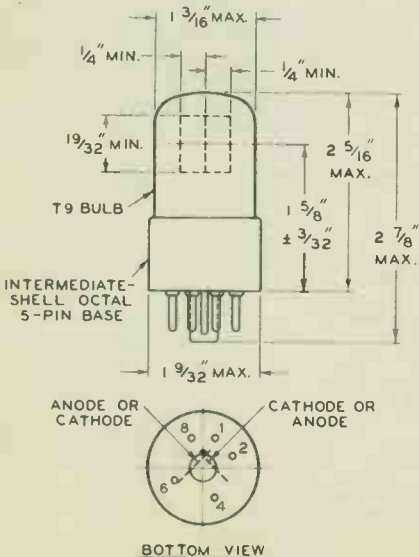 1 3/16" MAX.
1/4" MIN.
1/4" MIN.
19/32" MIN.
2 5/16" MAX.
T9 BULB
1 5/8" ± 3/32"
2 7/8" MAX.
INTERMEDIATE-
SHELL OCTAL
5-PIN BASE
1 9/32" MAX.
ANODE OR
CATHODE
CATHODE OR
ANODE
8
1
2
6
4
BOTTOM VIEW